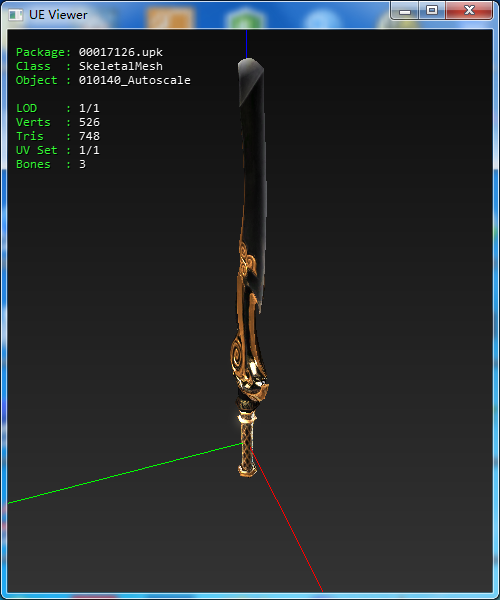 UE Viewer
Package: 00017126.upk
Class : SkeletalMesh
Object : 010140_Autoscale
LOD : 1/1
Verts : 526
Tris : 748
UV Set : 1/1
Bones : 3